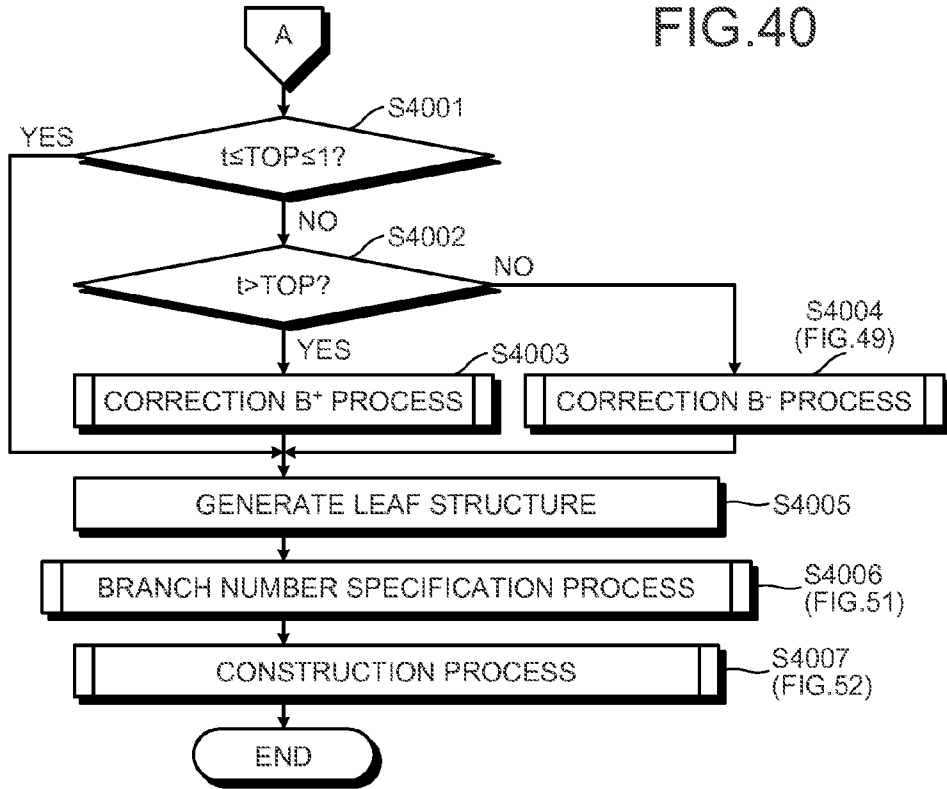 FIG.40
A
S4001
YES
t≤TOP≤1?
NO
S4002
t>TOP?
NO
YES
S4003
S4004
(FIG.49)
CORRECTION B+ PROCESS
CORRECTION B- PROCESS
GENERATE LEAF STRUCTURE
S4005
BRANCH NUMBER SPECIFICATION PROCESS
S4006
(FIG.51)
CONSTRUCTION PROCESS
S4007
(FIG.52)
END